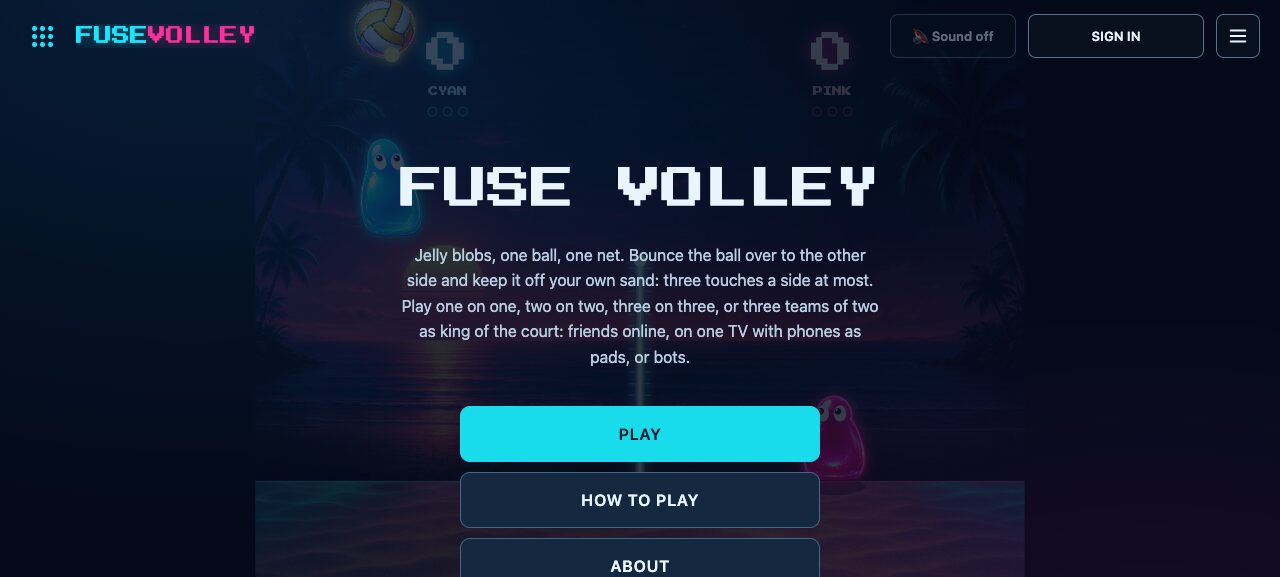 FUSEVOLLEY
Sound off
SIGN IN
0
0
CYAN
PINK
FUSE VOLLEY
Jelly blobs, one ball, one net. Bounce the ball over to the other
side and keep it off your own sand: three touches a side at most.
Play one on one, two on two, three on three, or three teams of two
as king of the court: friends online, on one TV with phones as
pads, or bots.
PLAY
HOW TO PLAY
ABOUT